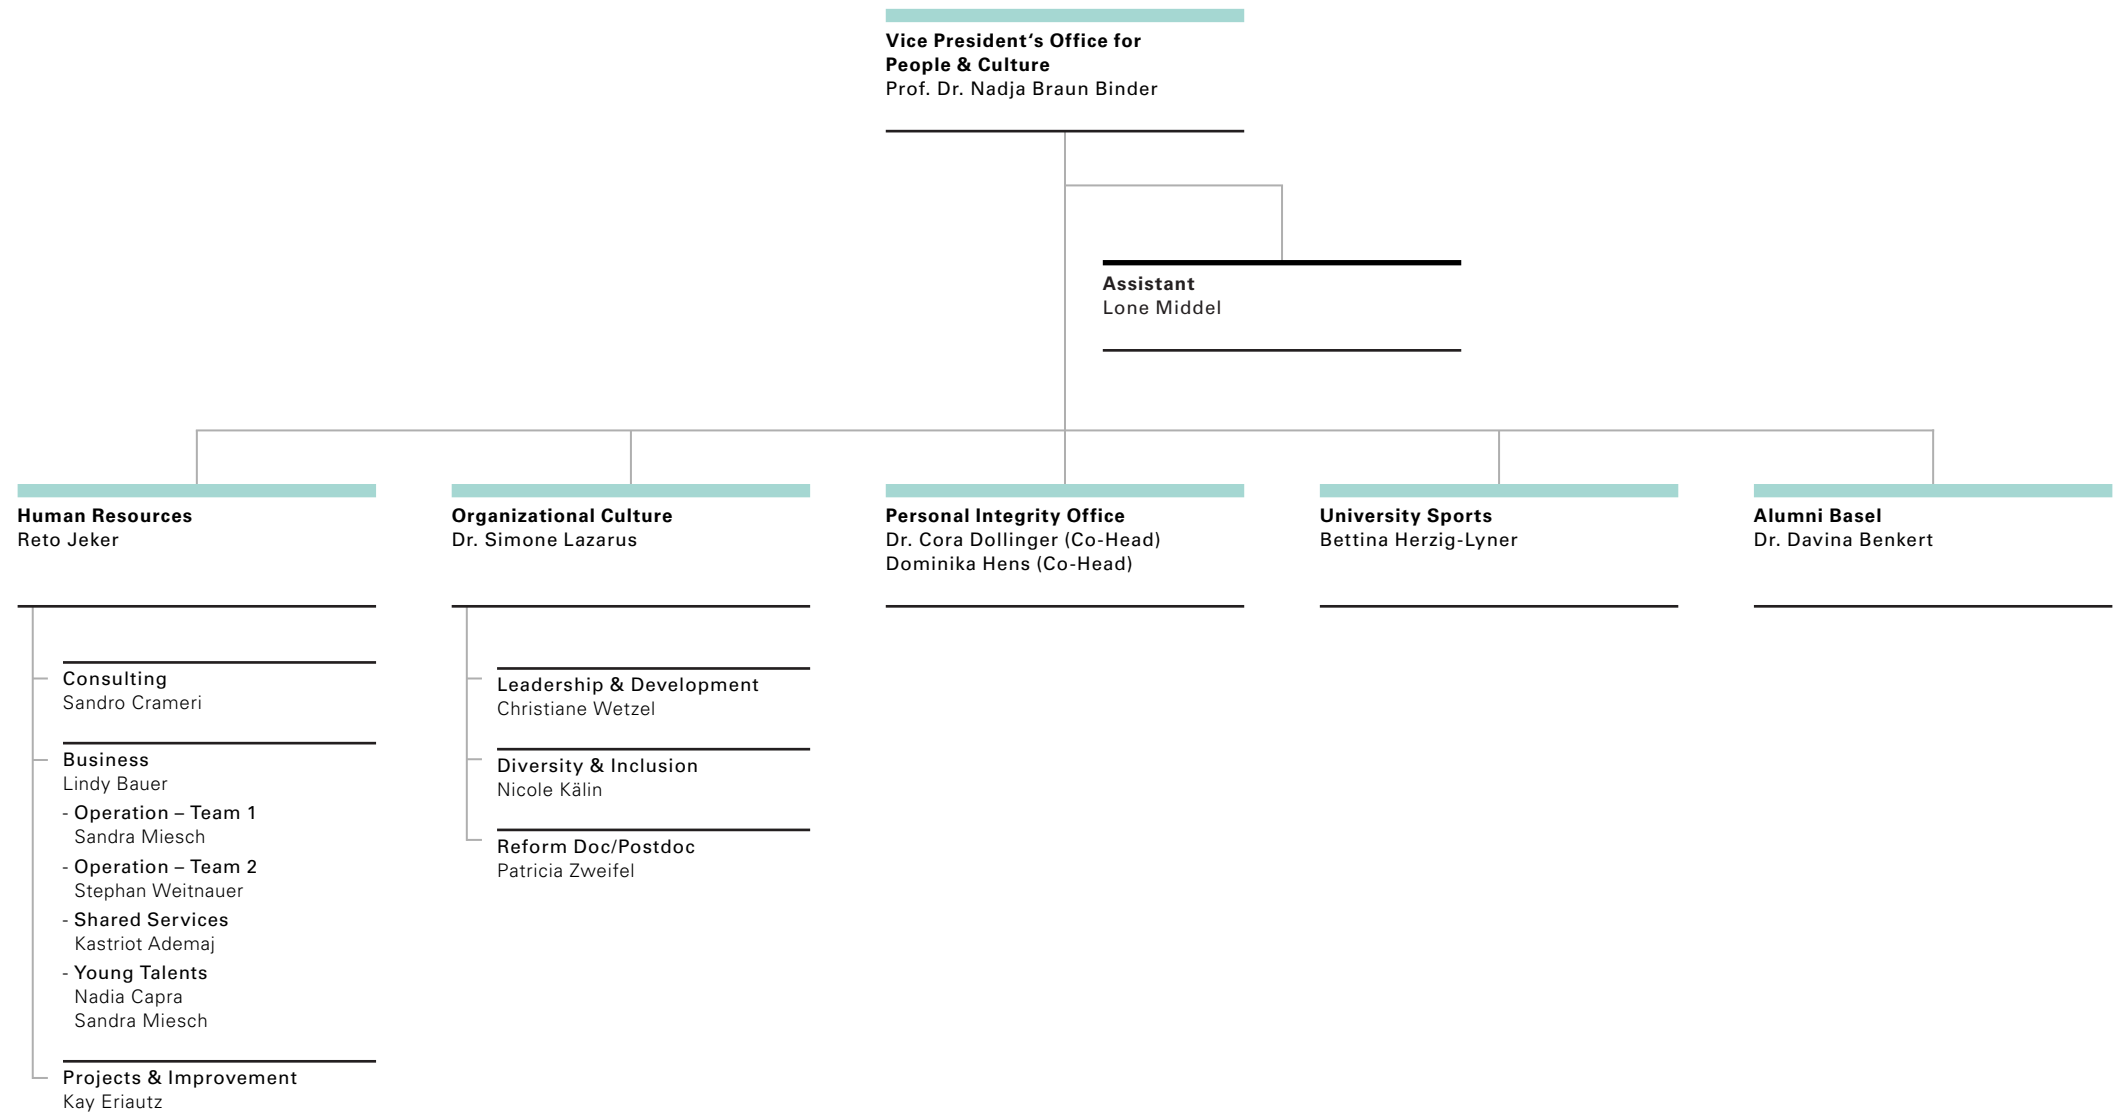 Vice President‘s Office for
People & Culture
Prof. Dr. Nadja Braun Binder
Assistant
Lone Middel
Human Resources
Reto Jeker
Organizational Culture
Dr. Simone Lazarus
Personal Integrity Office
Dr. Cora Dollinger (Co-Head)
Dominika Hens (Co-Head)
University Sports
Bettina Herzig-Lyner
Alumni Basel
Dr. Davina Benkert
Consulting
Sandro Crameri
Business
Lindy Bauer
- Operation – Team 1
Sandra Miesch
- Operation – Team 2
Stephan Weitnauer
- Shared Services
Kastriot Ademaj
- Young Talents
Nadia Capra
Sandra Miesch
Projects & Improvement
Kay Eriautz
Leadership & Development
Christiane Wetzel
Diversity & Inclusion
Nicole Kälin
Reform Doc/Postdoc
Patricia Zweifel